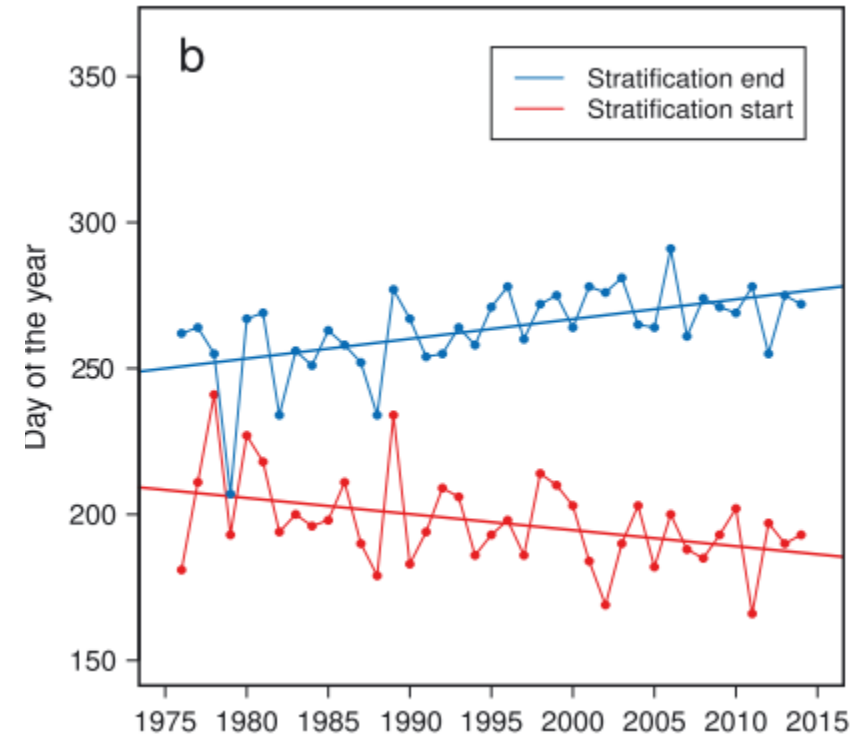 b
Stratification end
Stratification start
Day of the year
350
300
250
200
150
1975 1980 1985 1990 1995 2000 2005 2010 2015